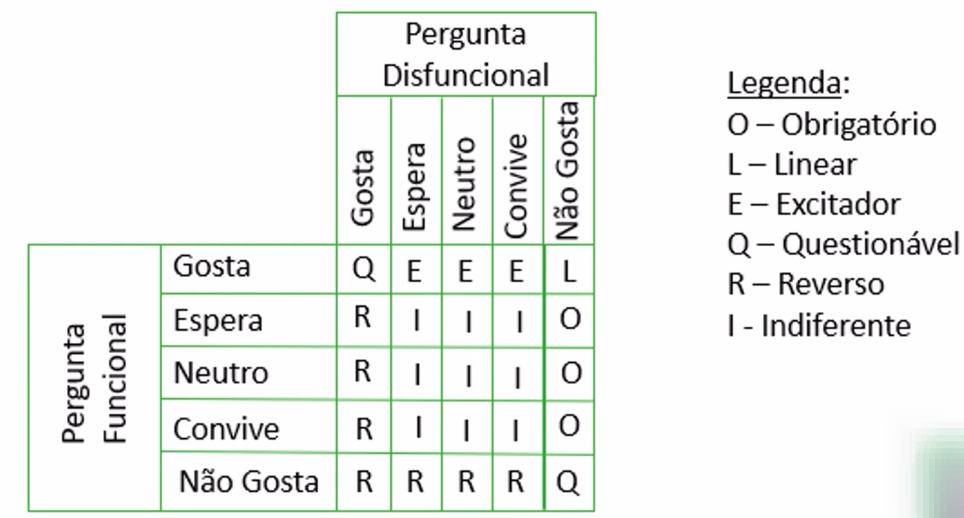 Pergunta
Disfuncional
Gosta
Espera
Neutro
Convive
Não Gosta
Pergunta
Funcional
Gosta Q E E E L
Espera R I I I O
Neutro R I I I O
Convive R I I I O
Não Gosta R R R R Q
Legenda:
O – Obrigatório
L – Linear
E – Excitador
Q – Questionável
R – Reverso
I - Indiferente